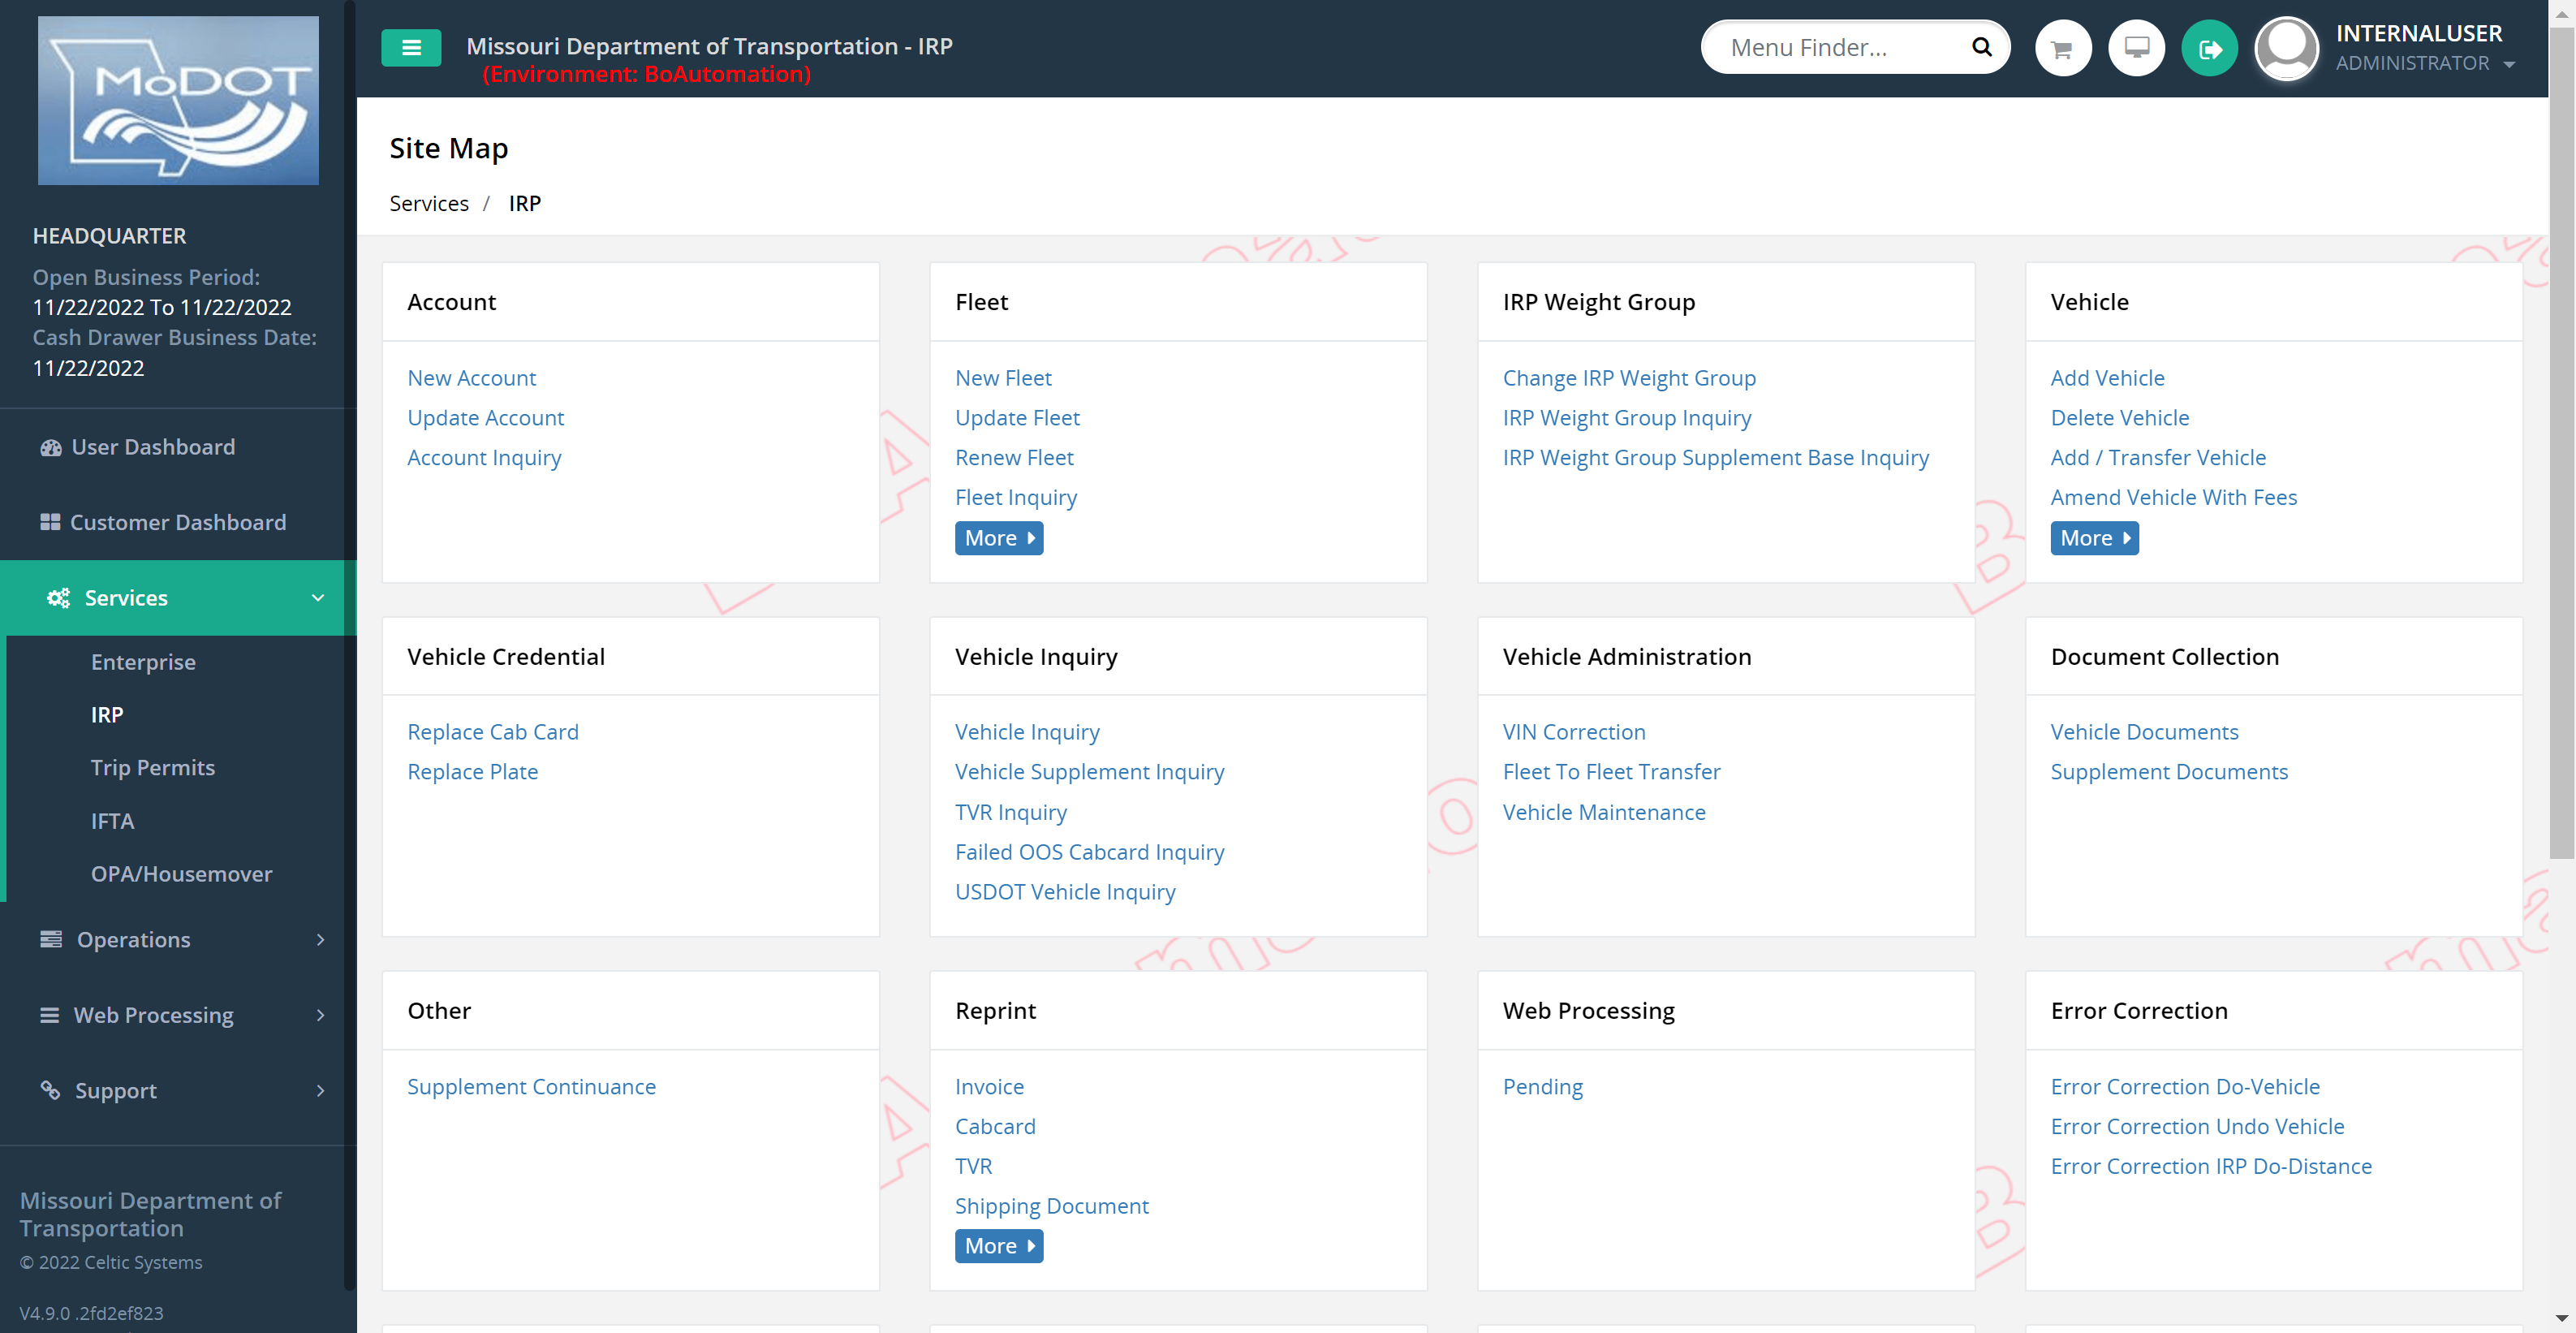 MoDOT
HEADQUARTER
Open Business Period:
11/22/2022 To 11/22/2022
Cash Drawer Business Date:
11/22/2022
User Dashboard
Customer Dashboard
Services
Enterprise
IRP
Trip Permits
IFTA
OPA/Housemover
Operations
Web Processing
Support
Missouri Department of
Transportation
© 2022 Celtic Systems
V4.9.0 .2fd2ef823
Missouri Department of Transportation - IRP
(Environment: BoAutomation)
Menu Finder...
INTERNALUSER
ADMINISTRATOR
Site Map
Services / IRP
Account
New Account
Update Account
Account Inquiry
Fleet
New Fleet
Update Fleet
Renew Fleet
Fleet Inquiry
More
IRP Weight Group
Change IRP Weight Group
IRP Weight Group Inquiry
IRP Weight Group Supplement Base Inquiry
Vehicle
Add Vehicle
Delete Vehicle
Add / Transfer Vehicle
Amend Vehicle With Fees
More
Vehicle Credential
Replace Cab Card
Replace Plate
Vehicle Inquiry
Vehicle Inquiry
Vehicle Supplement Inquiry
TVR Inquiry
Failed OOS Cabcard Inquiry
USDOT Vehicle Inquiry
Vehicle Administration
VIN Correction
Fleet To Fleet Transfer
Vehicle Maintenance
Document Collection
Vehicle Documents
Supplement Documents
Other
Supplement Continuance
Reprint
Invoice
Cabcard
TVR
Shipping Document
More
Web Processing
Pending
Error Correction
Error Correction Do-Vehicle
Error Correction Undo Vehicle
Error Correction IRP Do-Distance